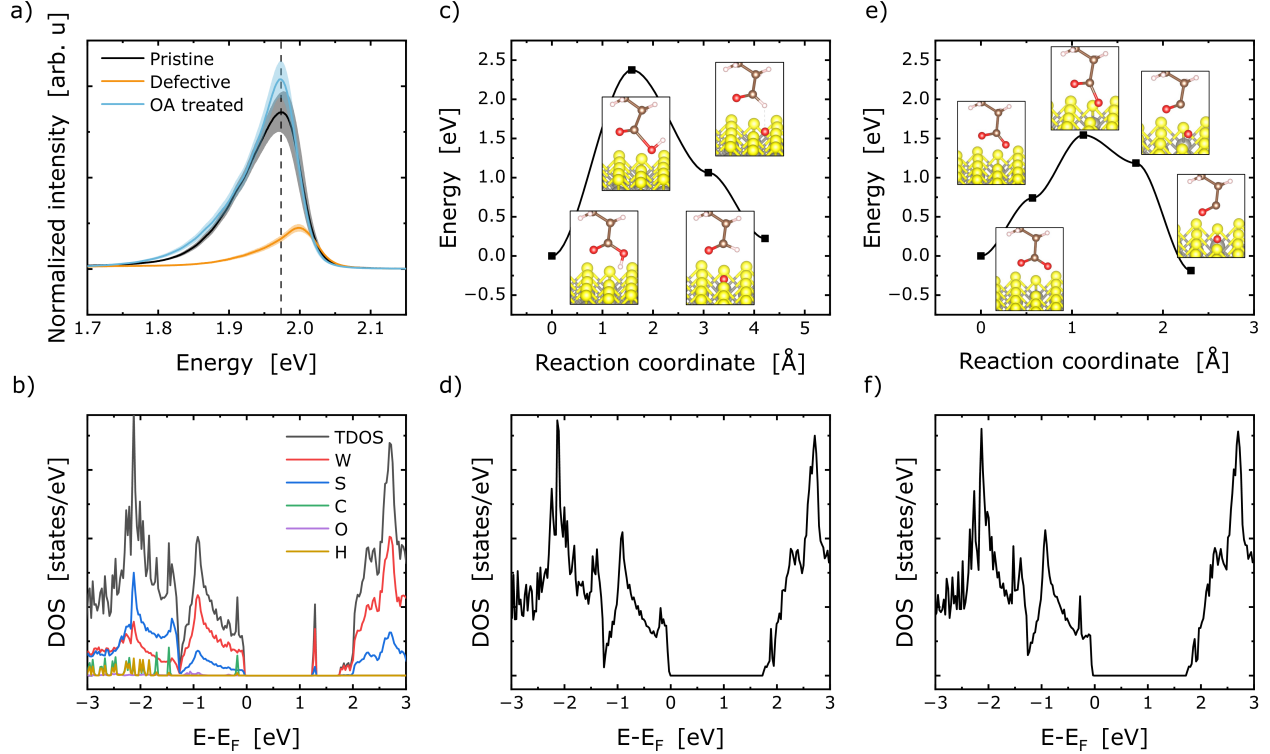 a)
Normalized intensity [arb. u]
Pristine
Defective
OA treated
1.7 1.8 1.9 2.0 2.1
Energy [eV]
c)
Energy [eV]
2.5
2.0
1.5
1.0
0.5
0.0
−0.5
0 1 2 3 4 5
Reaction coordinate [Å]
e)
Energy [eV]
2.5
2.0
1.5
1.0
0.5
0.0
−0.5
0 1 2 3
Reaction coordinate [Å]
b)
DOS [states/eV]
TDOS
W
S
C
O
H
−3 −2 −1 0 1 2 3
E-EF [eV]
d)
DOS [states/eV]
−3 −2 −1 0 1 2 3
E-EF [eV]
f)
DOS [states/eV]
−3 −2 −1 0 1 2 3
E-EF [eV]